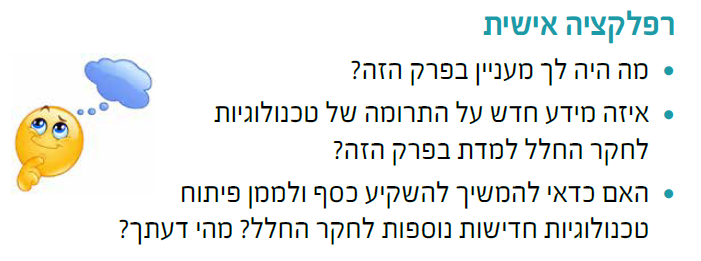 רפלקציה אישית
• מה היה לך מעניין בפרק הזה?
• איזה מידע חדש על התרומה של טכנולוגיות
לחקר החלל למדת בפרק הזה?
• האם כדאי להמשיך להשקיע כסף ולממן פיתוח
טכנולוגיות חדישות נוספות לחקר החלל? מהי דעתך?